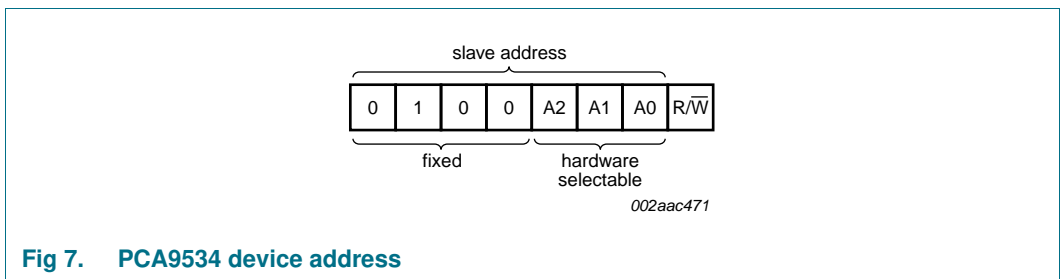 slave address
0 1 0 0 A2 A1 A0 R/W̅
fixed
hardware
selectable
002aac471
Fig 7. PCA9534 device address